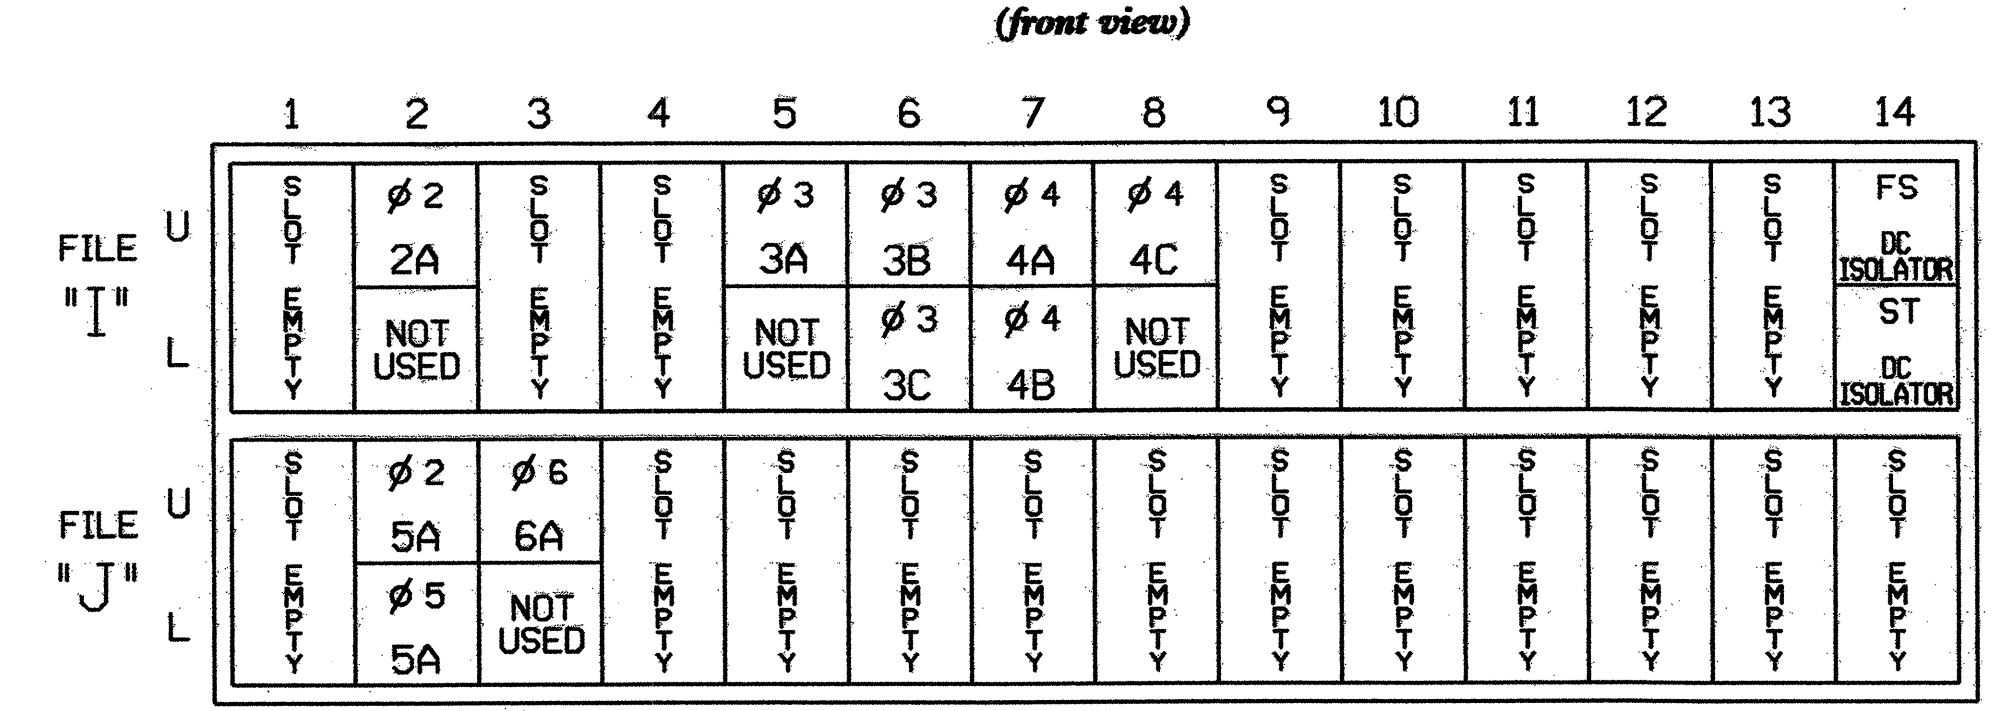 (front view)
1 2 3 4 5 6 7 8 9 10 11 12 13 14
FILE "I"
U
L
SLOT EMPTY
ø 2
2A
NOT USED
SLOT EMPTY
SLOT EMPTY
ø 3
3A
NOT USED
ø 3
3B
ø 3
3C
ø 4
4A
ø 4
4B
ø 4
4C
NOT USED
SLOT EMPTY
SLOT EMPTY
SLOT EMPTY
SLOT EMPTY
SLOT EMPTY
FS
DC
ISOLATOR
ST
DC
ISOLATOR
FILE "J"
U
L
SLOT EMPTY
ø 2
5A
ø 5
5A
ø 6
6A
NOT USED
SLOT EMPTY
SLOT EMPTY
SLOT EMPTY
SLOT EMPTY
SLOT EMPTY
SLOT EMPTY
SLOT EMPTY
SLOT EMPTY
SLOT EMPTY
SLOT EMPTY
SLOT EMPTY